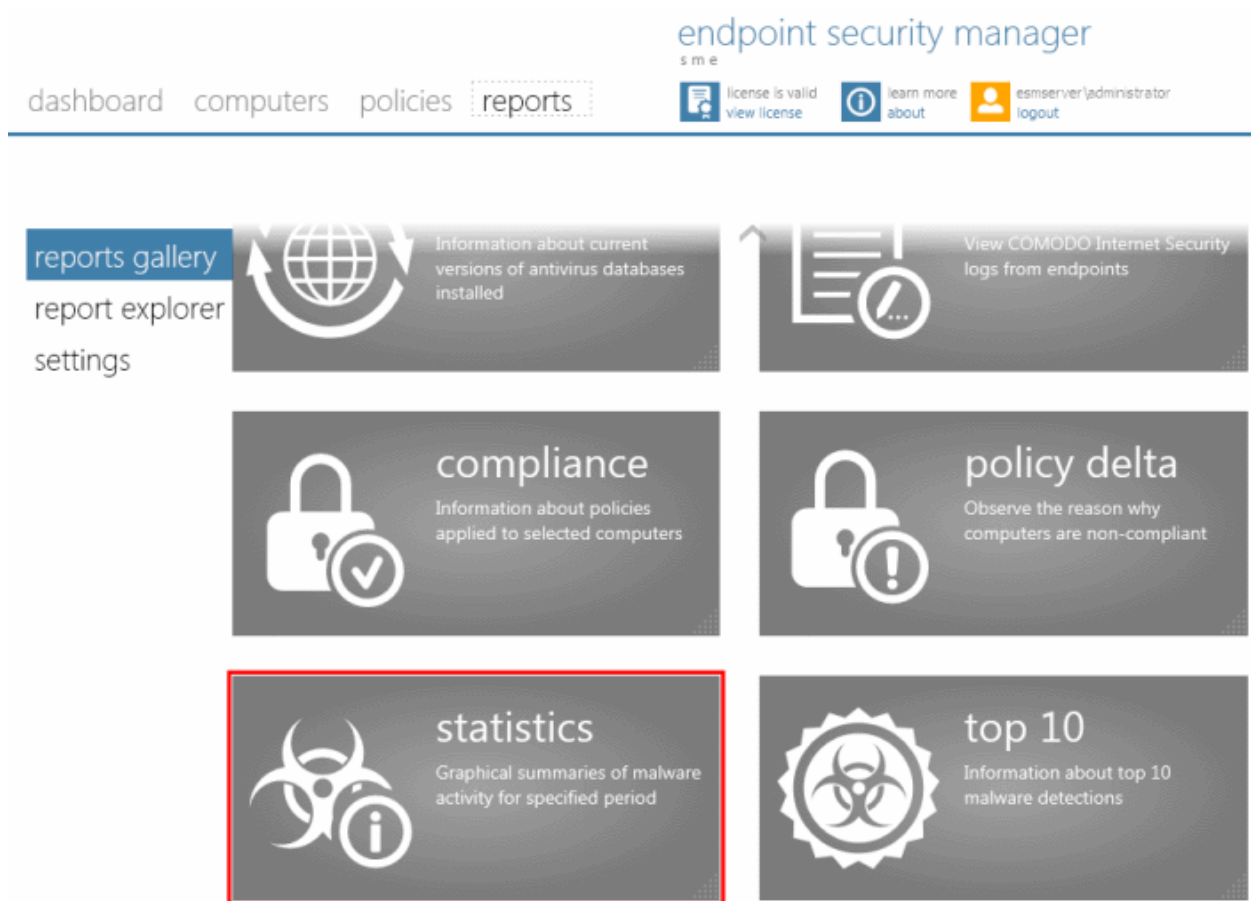 endpoint security manager
sme
dashboard computers policies reports
license is valid
view license
learn more
about
esmserver\administrator
logout
reports gallery
report explorer
settings
Information about current
versions of antivirus databases
installed
View COMODO Internet Security
logs from endpoints
compliance
Information about policies
applied to selected computers
policy delta
Observe the reason why
computers are non-compliant
statistics
Graphical summaries of malware
activity for specified period
top 10
Information about top 10
malware detections